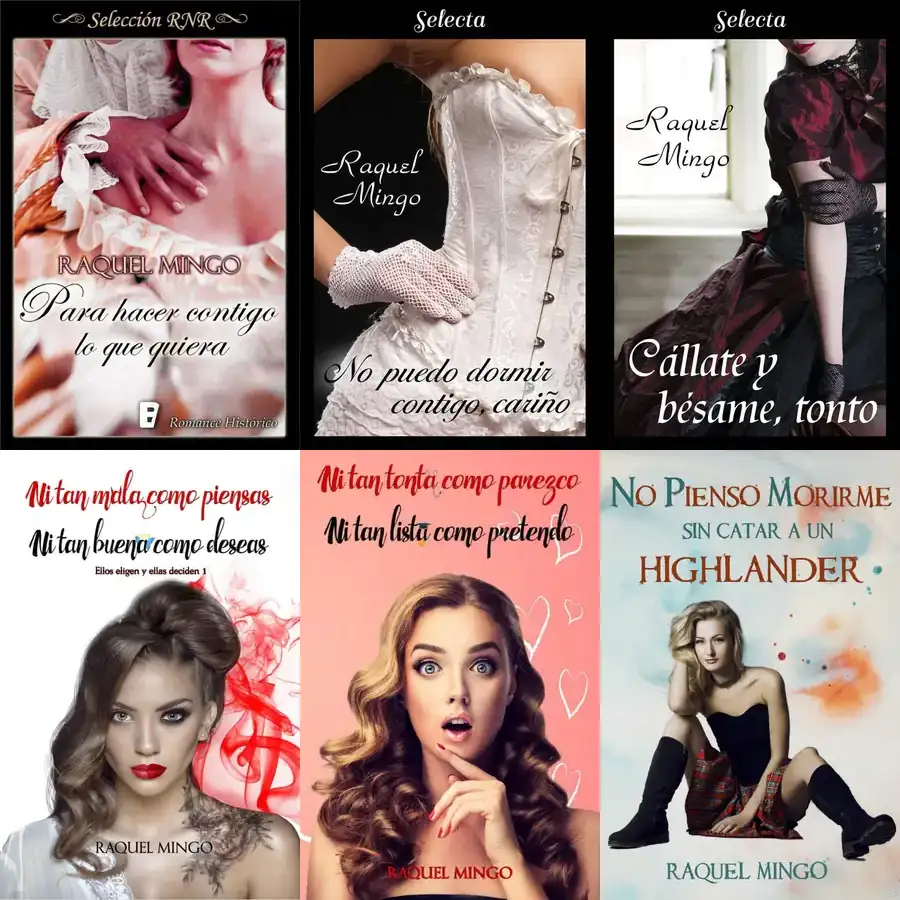 Selección RNR
RAQUEL MINGO
Para hacer contigo
lo que quiera
Romance Histórico
Selecta
Raquel
Mingo
No puedo dormir
contigo, cariño
Selecta
Raquel
Mingo
Cállate y
bésame, tonto
Ni tan mala como piensas
Ni tan buena como deseas
Ellos eligen y ellas deciden 1
RAQUEL MINGO
Ni tan tonta como parezco
Ni tan lista como pretendo
RAQUEL MINGO
NO PIENSO MORIRME
SIN CATAR A UN
HIGHLANDER
RAQUEL MINGO